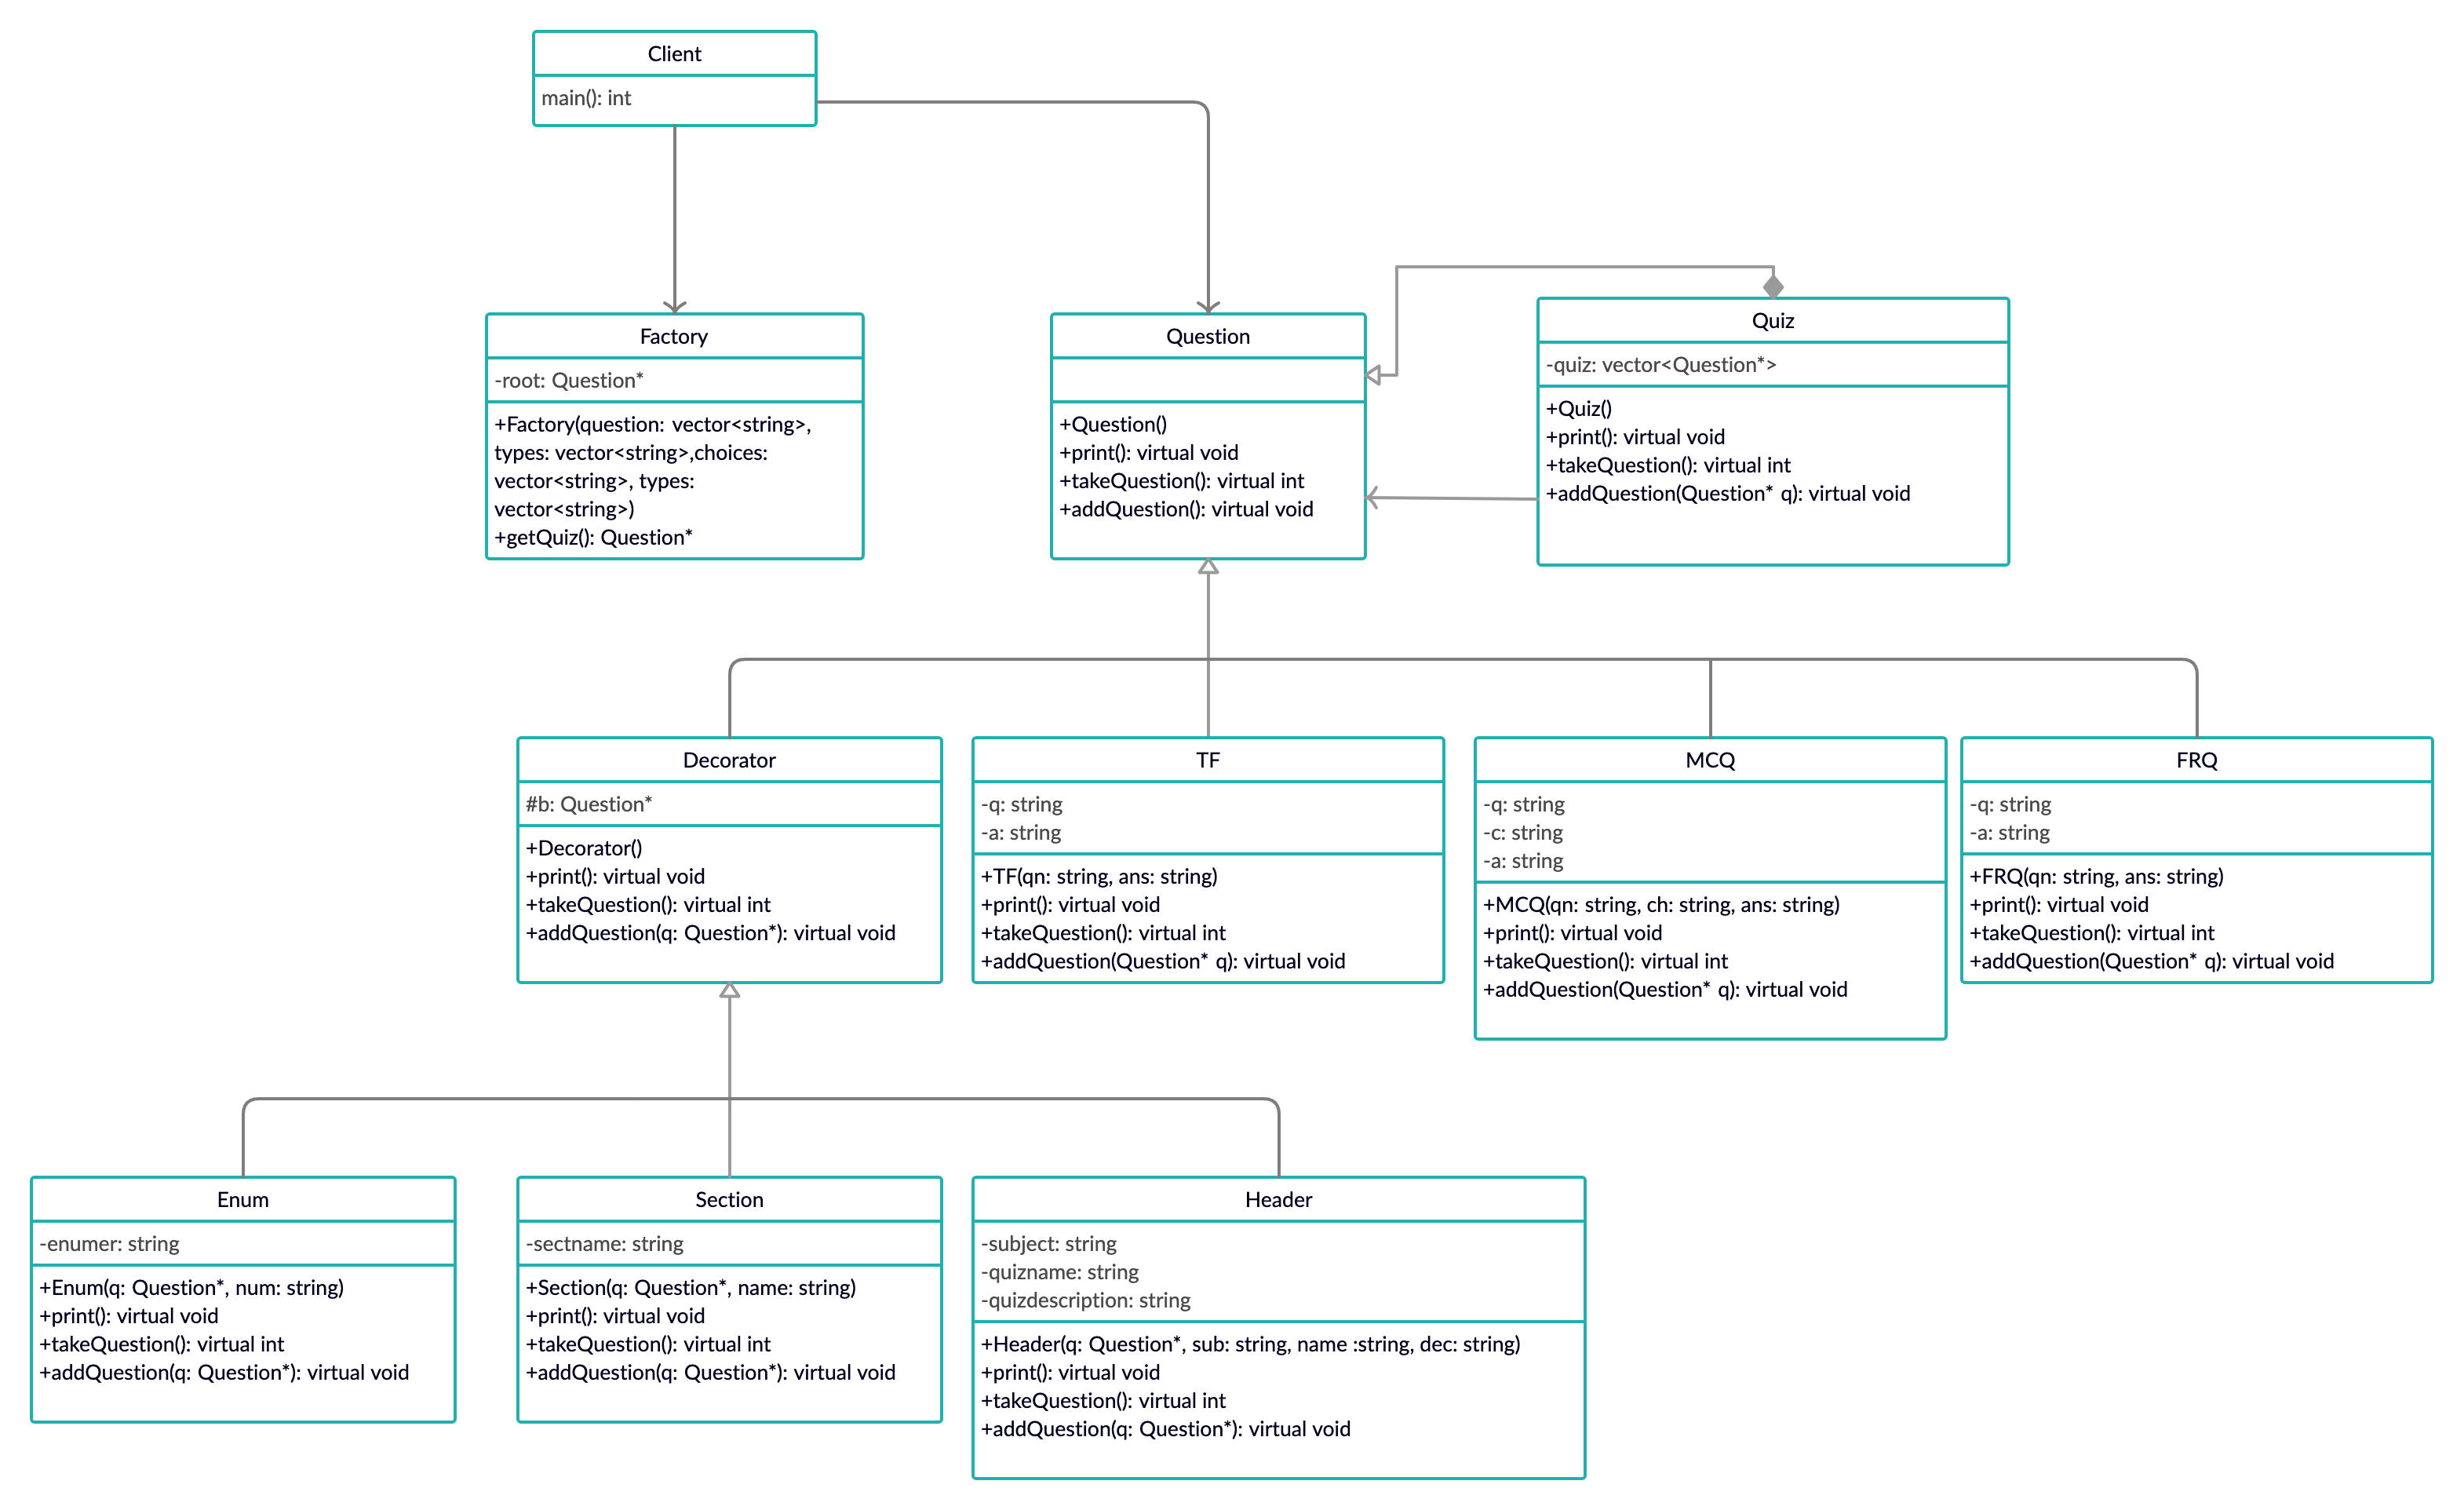 Client
main(): int
Factory
-root: Question*
+Factory(question: vector<string>,
types: vector<string>,choices:
vector<string>, types:
vector<string>)
+getQuiz(): Question*
Question
+Question()
+print(): virtual void
+takeQuestion(): virtual int
+addQuestion(): virtual void
Quiz
-quiz: vector<Question*>
+Quiz()
+print(): virtual void
+takeQuestion(): virtual int
+addQuestion(Question* q): virtual void
Decorator
#b: Question*
+Decorator()
+print(): virtual void
+takeQuestion(): virtual int
+addQuestion(q: Question*): virtual void
TF
-q: string
-a: string
+TF(qn: string, ans: string)
+print(): virtual void
+takeQuestion(): virtual int
+addQuestion(Question* q): virtual void
MCQ
-q: string
-c: string
-a: string
+MCQ(qn: string, ch: string, ans: string)
+print(): virtual void
+takeQuestion(): virtual int
+addQuestion(Question* q): virtual void
FRQ
-q: string
-a: string
+FRQ(qn: string, ans: string)
+print(): virtual void
+takeQuestion(): virtual int
+addQuestion(Question* q): virtual void
Enum
-enumer: string
+Enum(q: Question*, num: string)
+print(): virtual void
+takeQuestion(): virtual int
+addQuestion(q: Question*): virtual void
Section
-sectname: string
+Section(q: Question*, name: string)
+print(): virtual void
+takeQuestion(): virtual int
+addQuestion(q: Question*): virtual void
Header
-subject: string
-quizname: string
-quizdescription: string
+Header(q: Question*, sub: string, name :string, dec: string)
+print(): virtual void
+takeQuestion(): virtual int
+addQuestion(q: Question*): virtual void